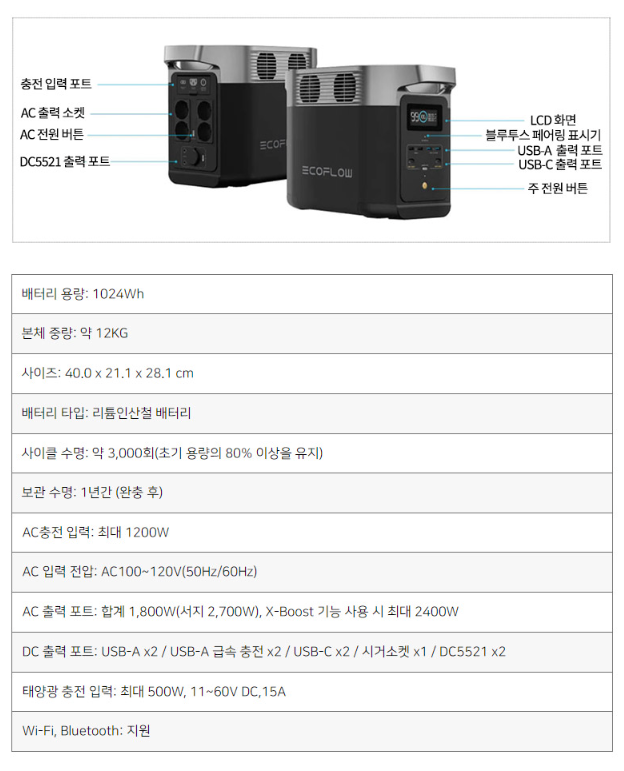 충전 입력 포트
AC 출력 소켓
AC 전원 버튼
DC5521 출력 포트
ECOFLOW
LCD 화면
블루투스 페어링 표시기
USB-A 출력 포트
USB-C 출력 포트
주 전원 버튼
배터리 용량: 1024Wh
본체 중량: 약 12KG
사이즈: 40.0 x 21.1 x 28.1 cm
배터리 타입: 리튬인산철 배터리
사이클 수명: 약 3,000회(초기 용량의 80% 이상을 유지)
보관 수명: 1년간 (완충 후)
AC충전 입력: 최대 1200W
AC 입력 전압: AC100~120V(50Hz/60Hz)
AC 출력 포트: 합계 1,800W(서지 2,700W), X-Boost 기능 사용 시 최대 2400W
DC 출력 포트: USB-A x2 / USB-A 급속 충전 x2 / USB-C x2 / 시거소켓 x1 / DC5521 x2
태양광 충전 입력: 최대 500W, 11~60V DC,15A
Wi-Fi, Bluetooth: 지원